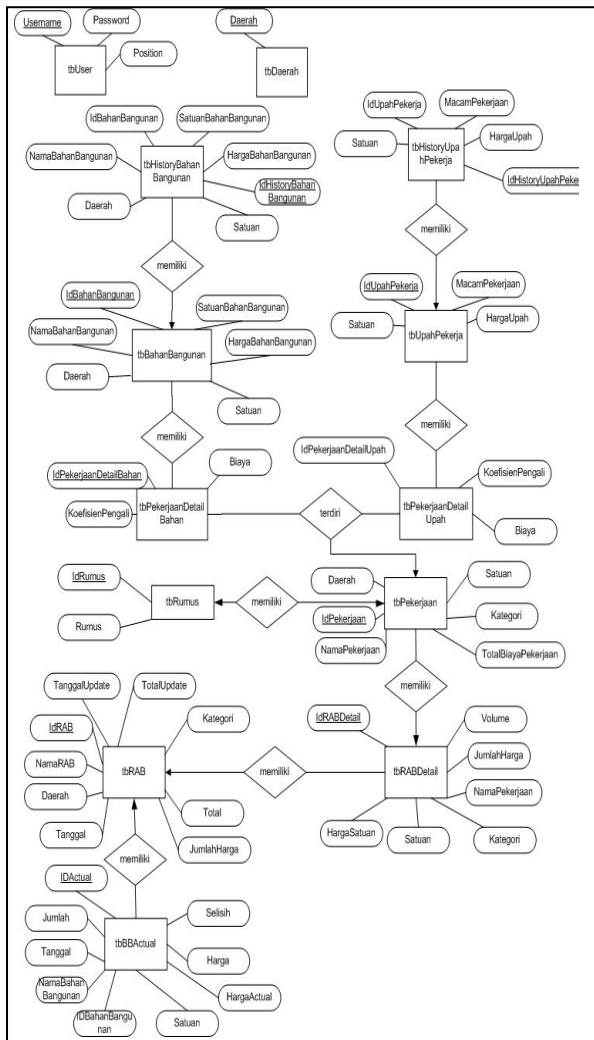 Username
Password
Position
tbUser
Daerah
tbDaerah
IdBahanBangunan
SatuanBahanBangunan
NamaBahanBangunan
tbHistoryBahan
Bangunan
HargaBahanBangunan
IdHistoryBahan
Bangunan
Daerah
Satuan
IdUpahPekerja
MacamPekerjaan
Satuan
tbHistoryUpa
hPekerja
HargaUpah
IdHistoryUpahPeker
memiliki
memiliki
IdBahanBangunan
SatuanBahanBangunan
NamaBahanBangunan
tbBahanBangunan
HargaBahanBangunan
Daerah
Satuan
IdUpahPekerja
MacamPekerjaan
Satuan
tbUpahPekerja
HargaUpah
memiliki
memiliki
IdPekerjaanDetailBahan
Biaya
KoefisienPengali
tbPekerjaanDetail
Bahan
terdiri
IdPekerjaanDetailUpah
KoefisienPengali
tbPekerjaanDetail
Upah
Biaya
IdRumus
tbRumus
Rumus
memiliki
Daerah
Satuan
IdPekerjaan
tbPekerjaan
Kategori
NamaPekerjaan
TotalBiayaPekerjaan
memiliki
TanggalUpdate
TotalUpdate
IdRAB
Kategori
NamaRAB
tbRAB
Daerah
Total
Tanggal
JumlahHarga
memiliki
IdRABDetail
Volume
tbRABDetail
JumlahHarga
NamaPekerjaan
HargaSatuan
Satuan
Kategori
memiliki
IDActual
Selisih
Jumlah
tbBBActual
Tanggal
Harga
NamaBahan
Bangunan
HargaActual
IDBahanBangu
nan
Satuan